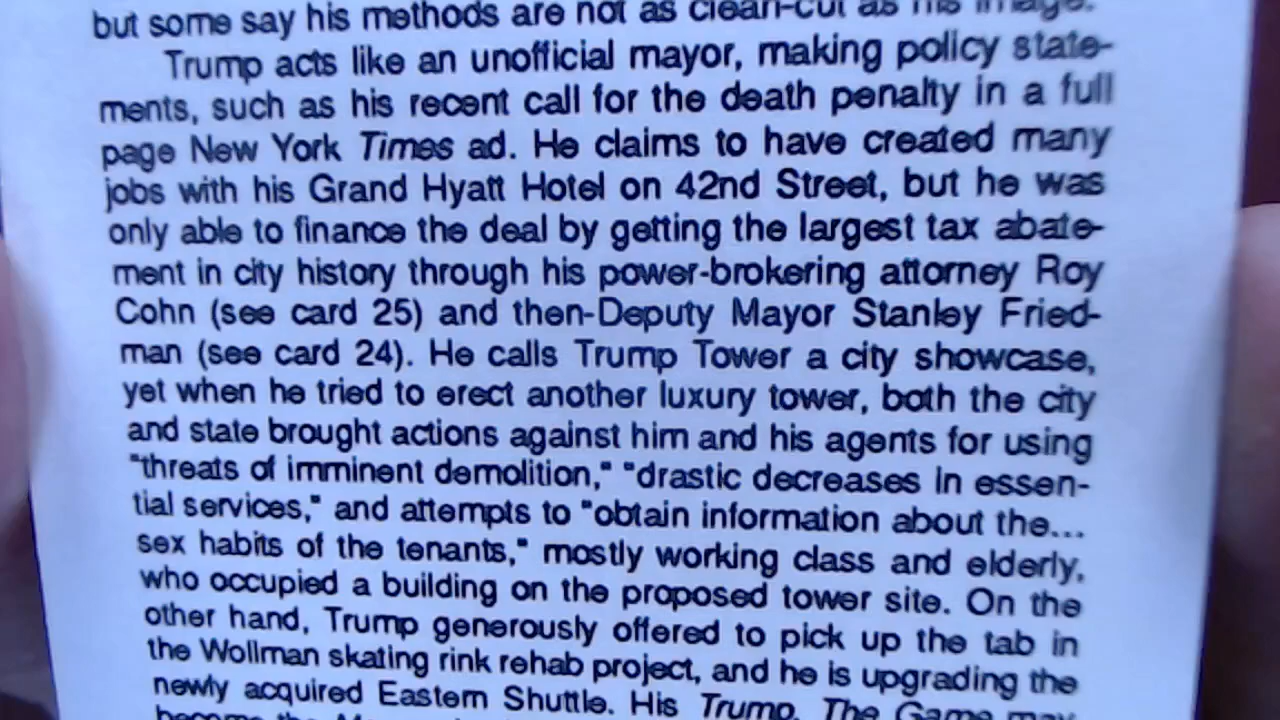 but some say his methods are not as clean-cut as his image.
Trump acts like an unofficial mayor, making policy state-
ments, such as his recent call for the death penalty in a full
page New York Times ad. He claims to have created many
jobs with his Grand Hyatt Hotel on 42nd Street, but he was
only able to finance the deal by getting the largest tax abate-
ment in city history through his power-brokering attorney Roy
Cohn (see card 25) and then-Deputy Mayor Stanley Fried-
man (see card 24). He calls Trump Tower a city showcase,
yet when he tried to erect another luxury tower, both the city
and state brought actions against him and his agents for using
"threats of imminent demolition," "drastic decreases in essen-
tial services," and attempts to "obtain information about the...
sex habits of the tenants," mostly working class and elderly,
who occupied a building on the proposed tower site. On the
other hand, Trump generously offered to pick up the tab in
the Wollman skating rink rehab project, and he is upgrading the
newly acquired Eastern Shuttle. His Trump, The Game may
become the